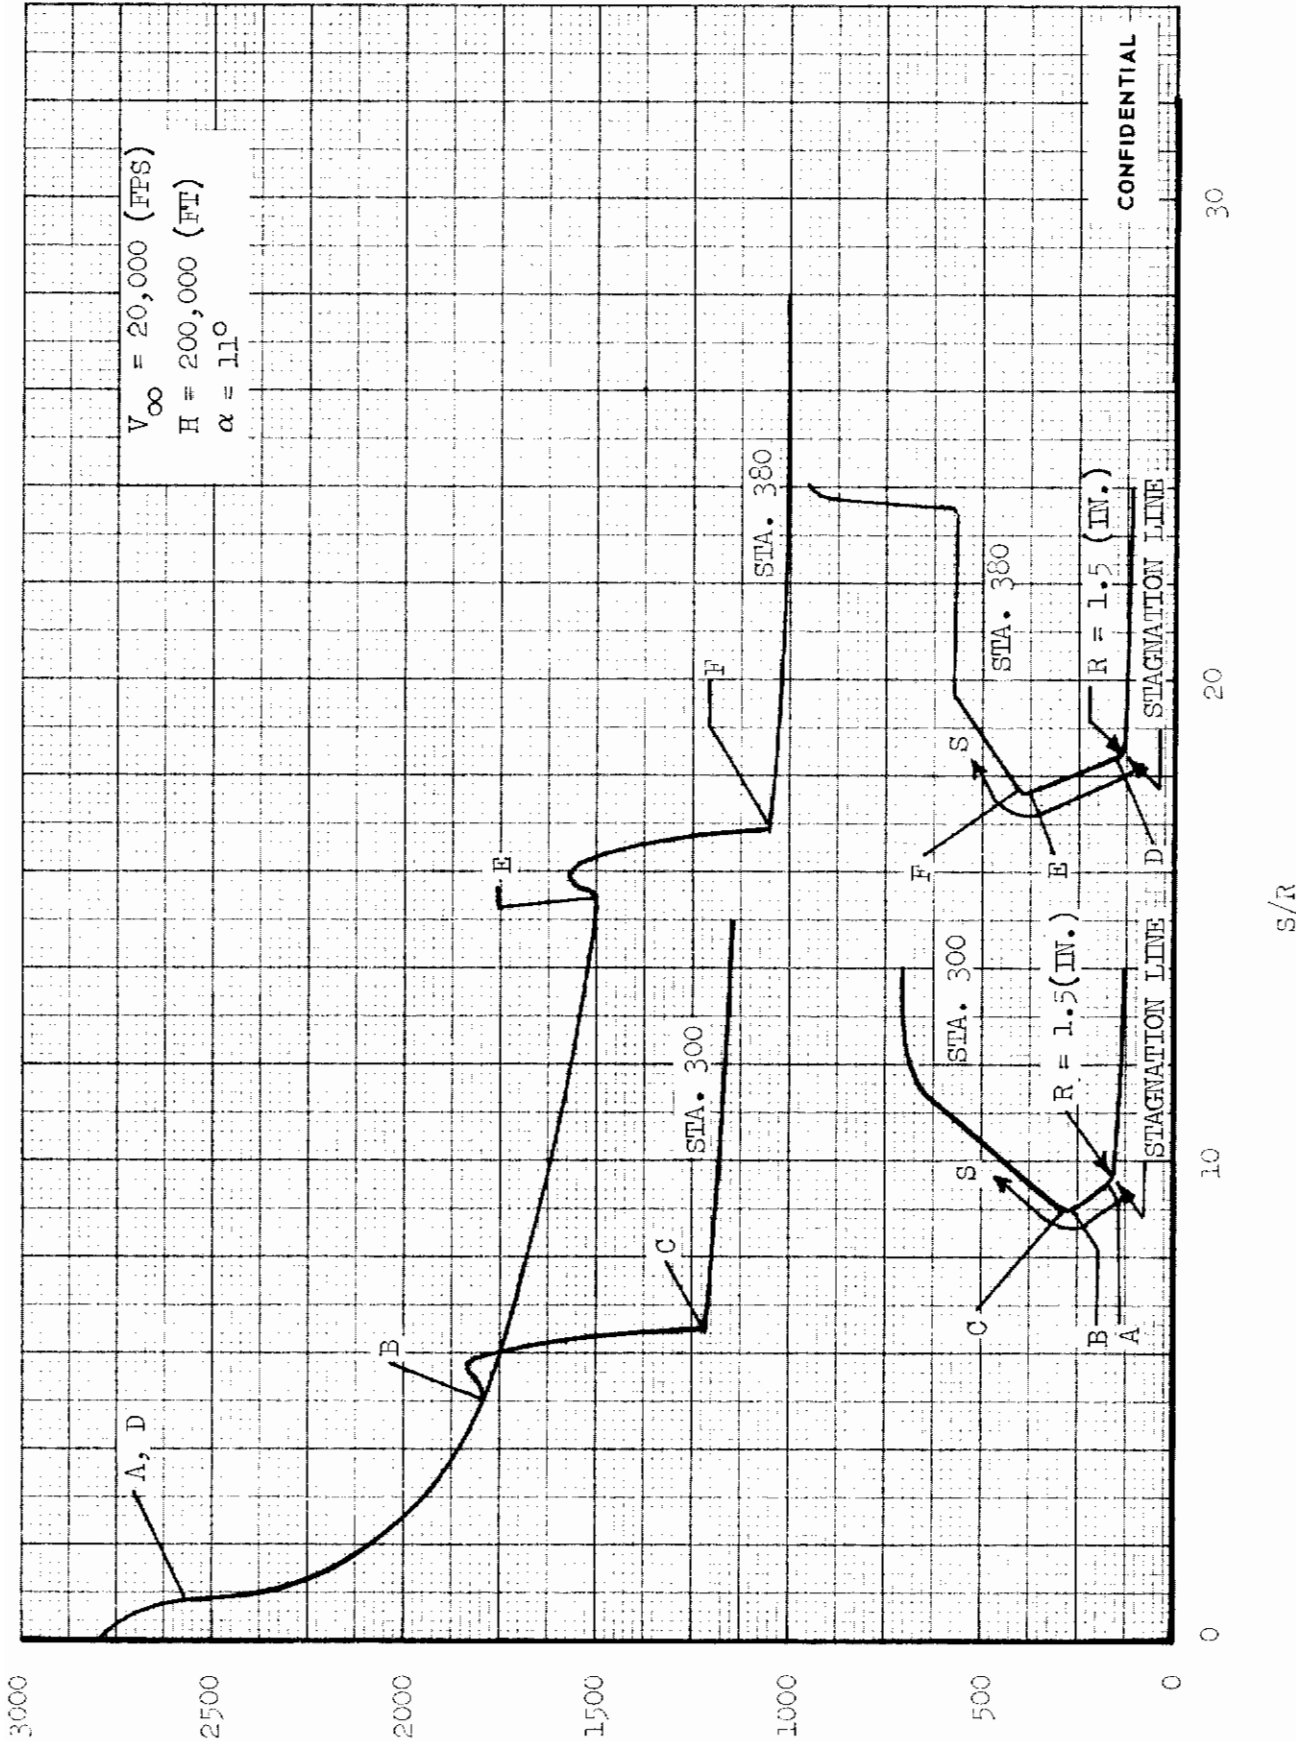 V∞ = 20,000 (FPS)
H = 200,000 (FT)
α = 11°
A, D
B
C
E
F
STA. 300
STA. 380
STA. 300
S
R = 1.5(IN.)
STAGNATION LINE
C
B
A
STA. 380
S
R = 1.5 (IN.)
STAGNATION LINE
F
E
D
CONFIDENTIAL
3000
2500
2000
1500
1000
500
0
0
10
20
30
S/R